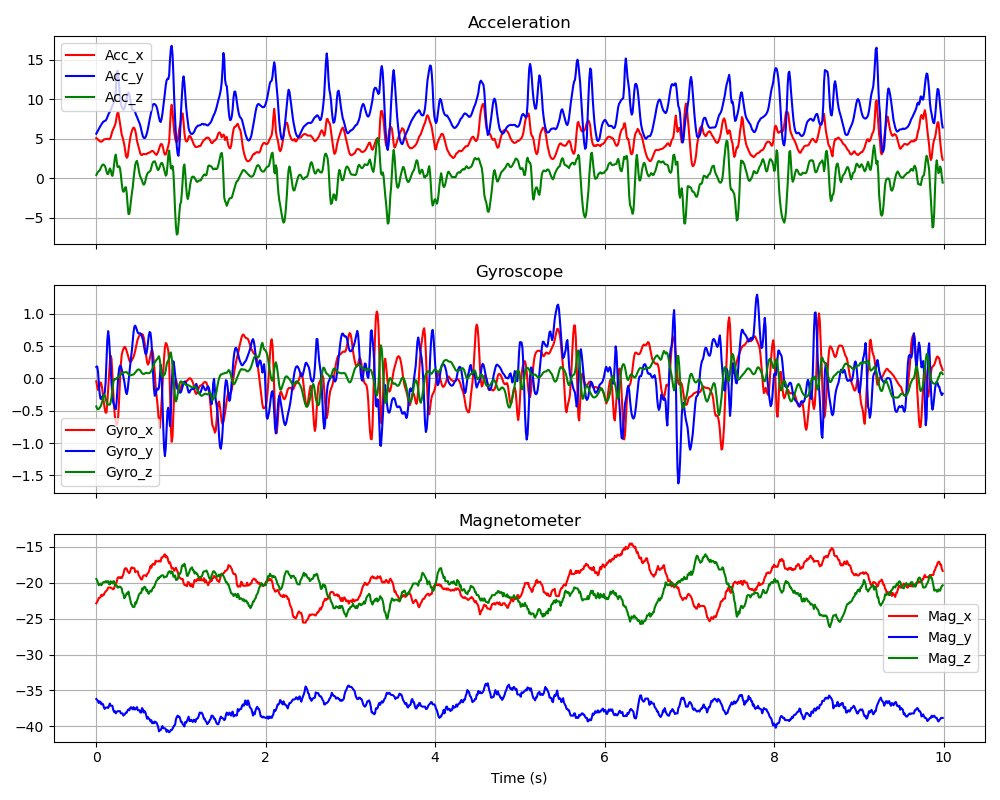 Acceleration
Acc_x
Acc_y
Acc_z
15
10
5
0
−5
Gyroscope
1.0
0.5
0.0
−0.5
−1.0
−1.5
Gyro_x
Gyro_y
Gyro_z
Magnetometer
−15
−20
−25
−30
−35
−40
Mag_x
Mag_y
Mag_z
0 2 4 6 8 10
Time (s)